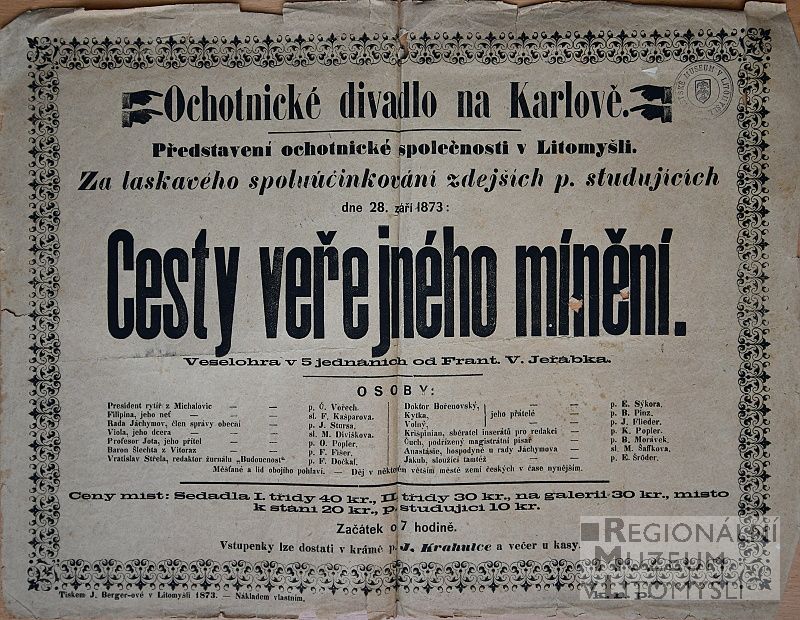 Ochotnické divadlo na Karlově.
Představení ochotnické společnosti v Litomyšli.
Za laskavého spoluúčinkování zdejších p. studujících
dne 28. září 1873:
Cesty veřejného mínění.
Veselohra v 5 jednáních od Frant. V. Jeřábka.
OSOBY:
President rytíř z Michalovic — — p. Č. Vořech.
Filipina, jeho neť — — sl. F. Kašparova.
Rada Jáchymov, člen správy obecní — p. J. Stursa.
Viola, jeho dcera — — sl. M. Divíškova.
Profesor Jota, jeho přítel — — p. O. Popler.
Baron Šlechta z Vitoraz — — p. F. Fišer.
Vratislav Střela, redaktor žurnálu „Budoucnost" p. F. Dočkal.
Doktor Bořenovský, — — p. E. Sýkora.
Kytka, jeho přátelé — p. B. Pinz.
Volný, — p. J. Flieder.
Krispinian, sběratel inserátů pro redakci — p. K. Popler.
Čuch, podřízený magistrátní písař — p. B. Morávek.
Anastásie, hospodyně u rady Jáchymova — sl. M. Šaffkova.
Jakub, sloužící tamtéž — — p. E. Šröder.
Měšťané a lid obojího pohlaví. — Děj v některém větším městě zemí českých v čase nynějším.
Ceny míst: Sedadla I. třídy 40 kr., II. třídy 30 kr., na galerii 30 kr., místo
k stání 20 kr., p. studující 10 kr.
Začátek o 7 hodině.
Vstupenky lze dostati v krámě p. J. Krahulce a večer u kasy.
Tiskem J. Berger-ové v Litomyšli 1873. — Nákladem vlastním.
REGIONÁLNÍ
MUZEUM
V LITOMYŠLI